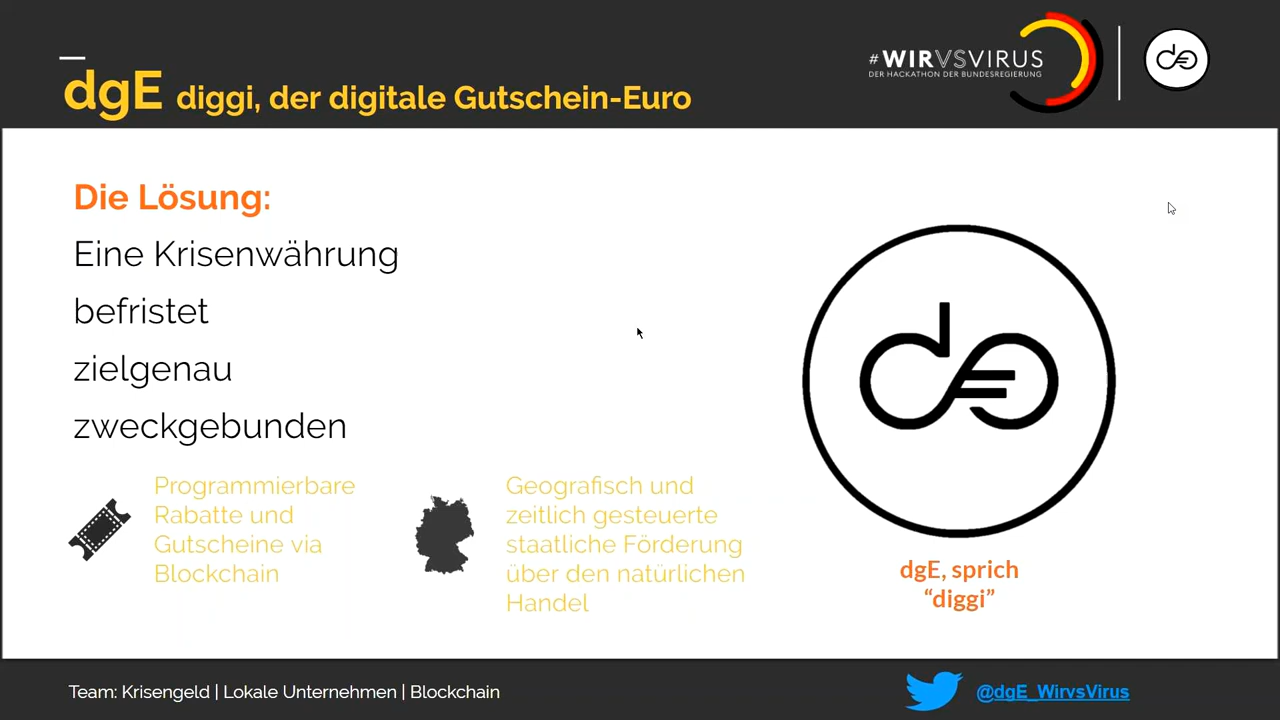 dgE diggi, der digitale Gutschein-Euro
#WIRVSVIRUS
DER HACKATHON DER BUNDESREGIERUNG
Die Lösung:
Eine Krisenwährung
befristet
zielgenau
zweckgebunden
Programmierbare
Rabatte und
Gutscheine via
Blockchain
Geografisch und
zeitlich gesteuerte
staatliche Förderung
über den natürlichen
Handel
dgE, sprich
“diggi”
Team: Krisengeld | Lokale Unternehmen | Blockchain
@dgE_WirvsVirus